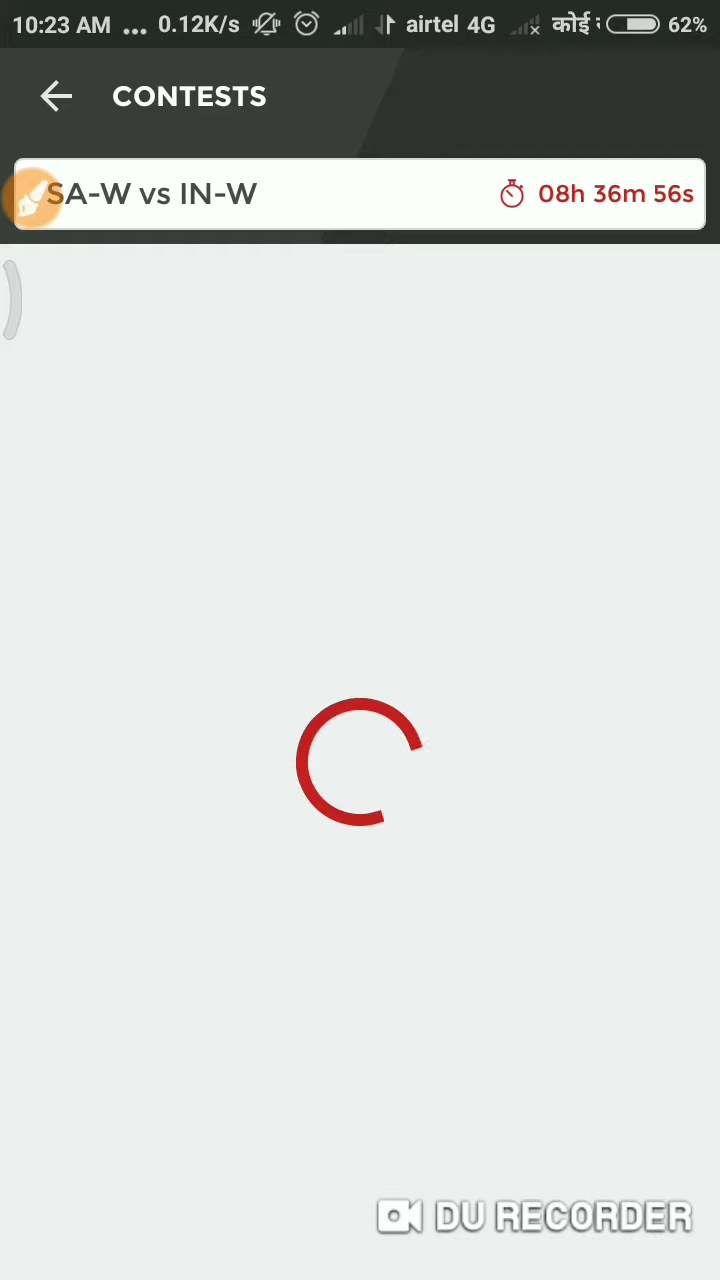 10:23 AM ... 0.12K/s airtel 4G कोई 62%
CONTESTS
SA-W vs IN-W 08h 36m 56s
DU RECORDER